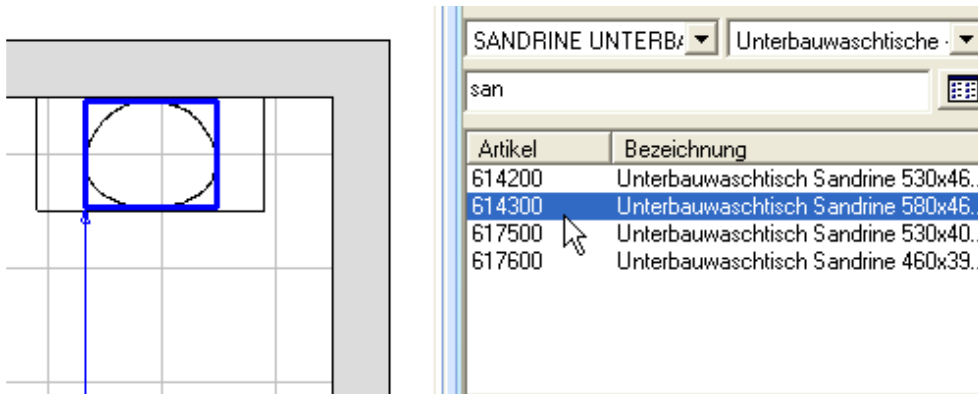 SANDRINE UNTERBA Unterbauwaschtische -
san
Artikel Bezeichnung
614200 Unterbauwaschtisch Sandrine 530x46..
614300 Unterbauwaschtisch Sandrine 580x46..
617500 Unterbauwaschtisch Sandrine 530x40..
617600 Unterbauwaschtisch Sandrine 460x39..